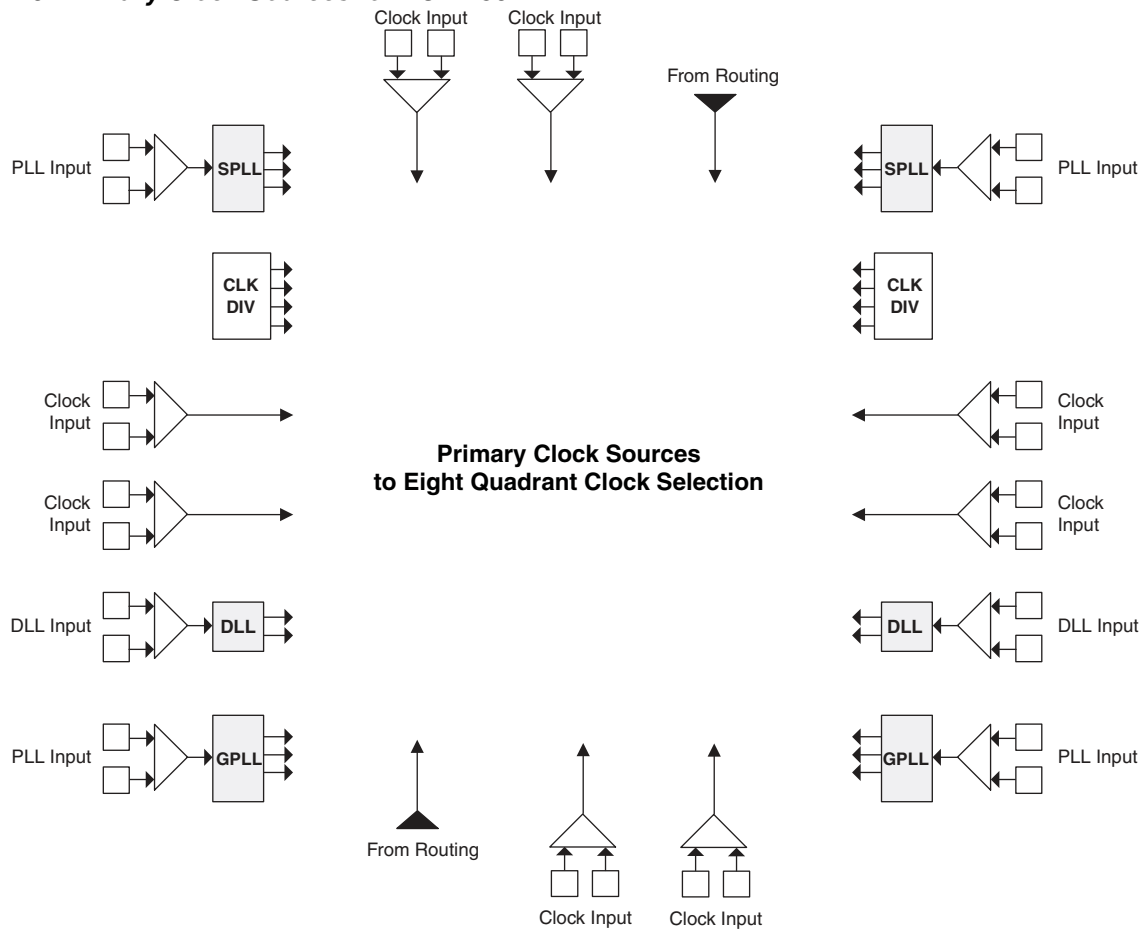 Clock Input Clock Input
From Routing
PLL Input SPLL SPLL PLL Input
CLK
DIV
CLK
DIV
Clock
Input
Clock
Input
Primary Clock Sources
to Eight Quadrant Clock Selection
Clock
Input
Clock
Input
DLL Input DLL DLL DLL Input
PLL Input GPLL GPLL PLL Input
From Routing
Clock Input Clock Input